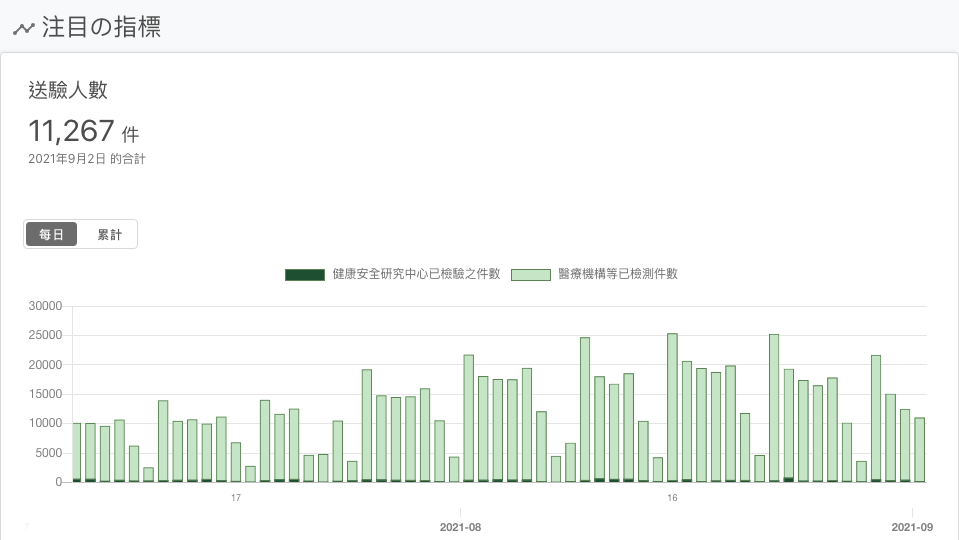 注目の指標
送驗人數
11,267 件
2021年9月2日 的合計
每日 累計
健康安全研究中心已檢驗之件數 醫療機構等已檢測件數
30000
25000
20000
15000
10000
5000
0
17 16
2021-08 2021-09